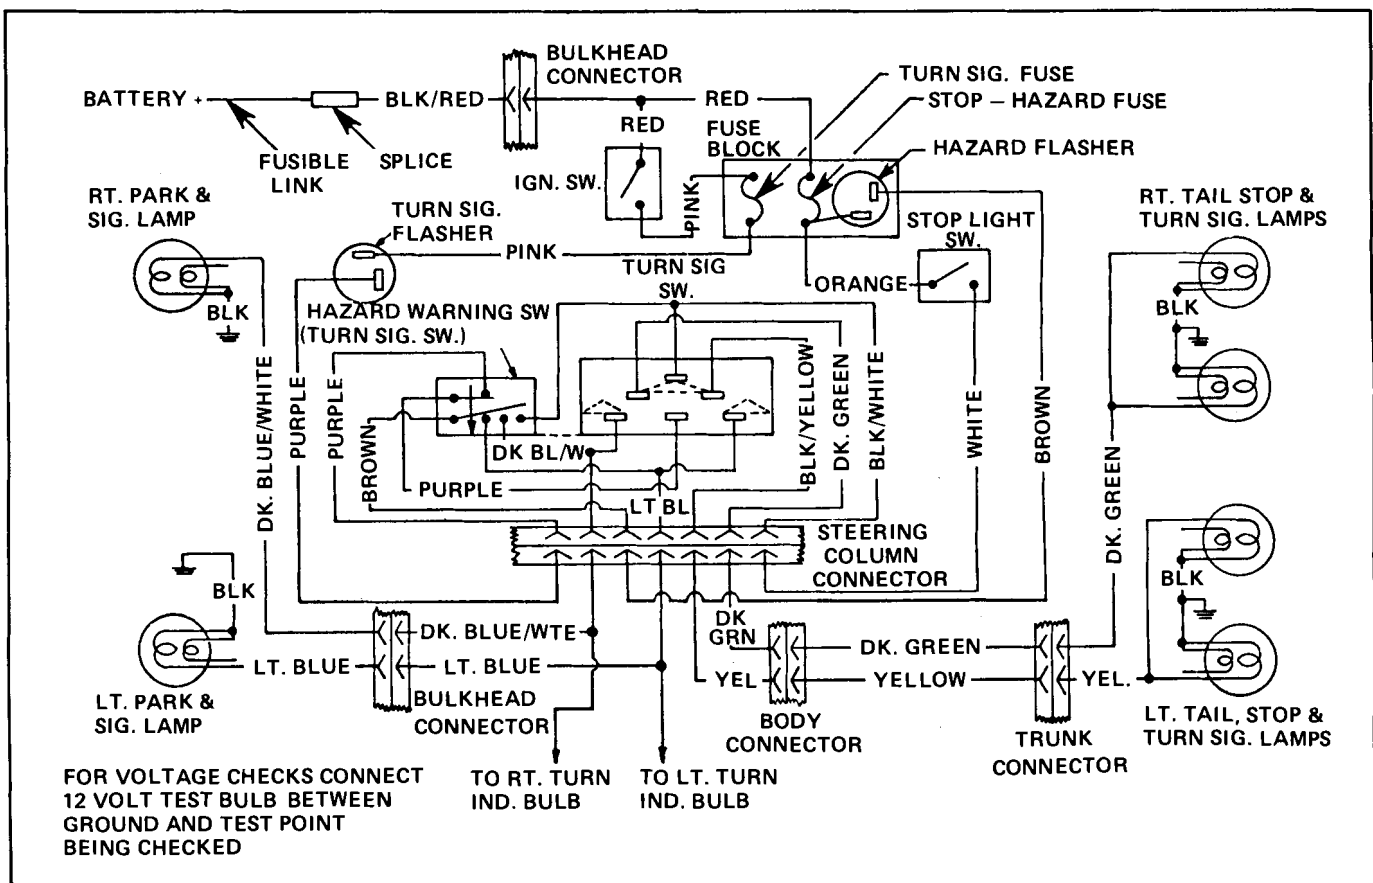 BULKHEAD
CONNECTOR
TURN SIG. FUSE
BATTERY +
BLK/RED
RED
STOP – HAZARD FUSE
RED
FUSE
BLOCK
HAZARD FLASHER
FUSIBLE
LINK
SPLICE
IGN. SW.
PINK
RT. PARK &
SIG. LAMP
TURN SIG.
FLASHER
PINK
TURN SIG
SW.
STOP LIGHT
SW.
ORANGE
RT. TAIL STOP &
TURN SIG. LAMPS
BLK
BLK
HAZARD WARNING SW
(TURN SIG. SW.)
DK. BLUE/WHITE
PURPLE
PURPLE
BROWN
DK BL/W
PURPLE
LT BL
BLK/YELLOW
DK. GREEN
BLK/WHITE
WHITE
BROWN
DK. GREEN
STEERING
COLUMN
CONNECTOR
BLK
BLK
DK. BLUE/WTE
DK
GRN
DK. GREEN
LT. BLUE
LT. BLUE
YEL
YELLOW
YEL.
BULKHEAD
CONNECTOR
LT. PARK &
SIG. LAMP
BODY
CONNECTOR
TRUNK
CONNECTOR
LT. TAIL, STOP &
TURN SIG. LAMPS
TO RT. TURN
IND. BULB
TO LT. TURN
IND. BULB
FOR VOLTAGE CHECKS CONNECT
12 VOLT TEST BULB BETWEEN
GROUND AND TEST POINT
BEING CHECKED